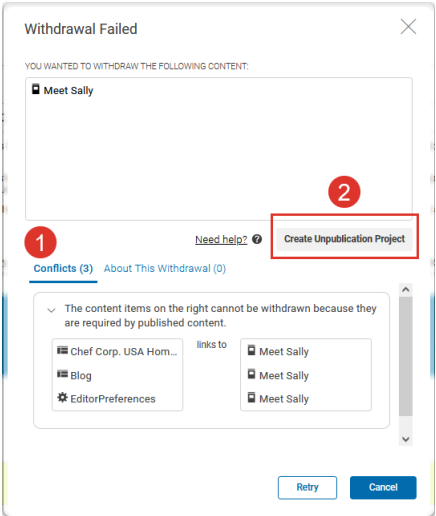 Withdrawal Failed
YOU WANTED TO WITHDRAW THE FOLLOWING CONTENT:
Meet Sally
2
1
Need help? ?
Create Unpublication Project
Conflicts (3) About This Withdrawal (0)
The content items on the right cannot be withdrawn because they
are required by published content.
Chef Corp. USA Hom... links to Meet Sally
Blog Meet Sally
EditorPreferences Meet Sally
Retry Cancel